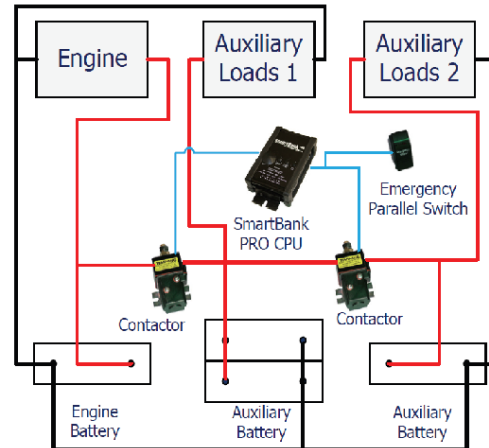 Engine
Auxiliary
Loads 1
Auxiliary
Loads 2
SmartBank
PRO CPU
Emergency
Parallel Switch
Contactor
Contactor
Engine
Battery
Auxiliary
Battery
Auxiliary
Battery